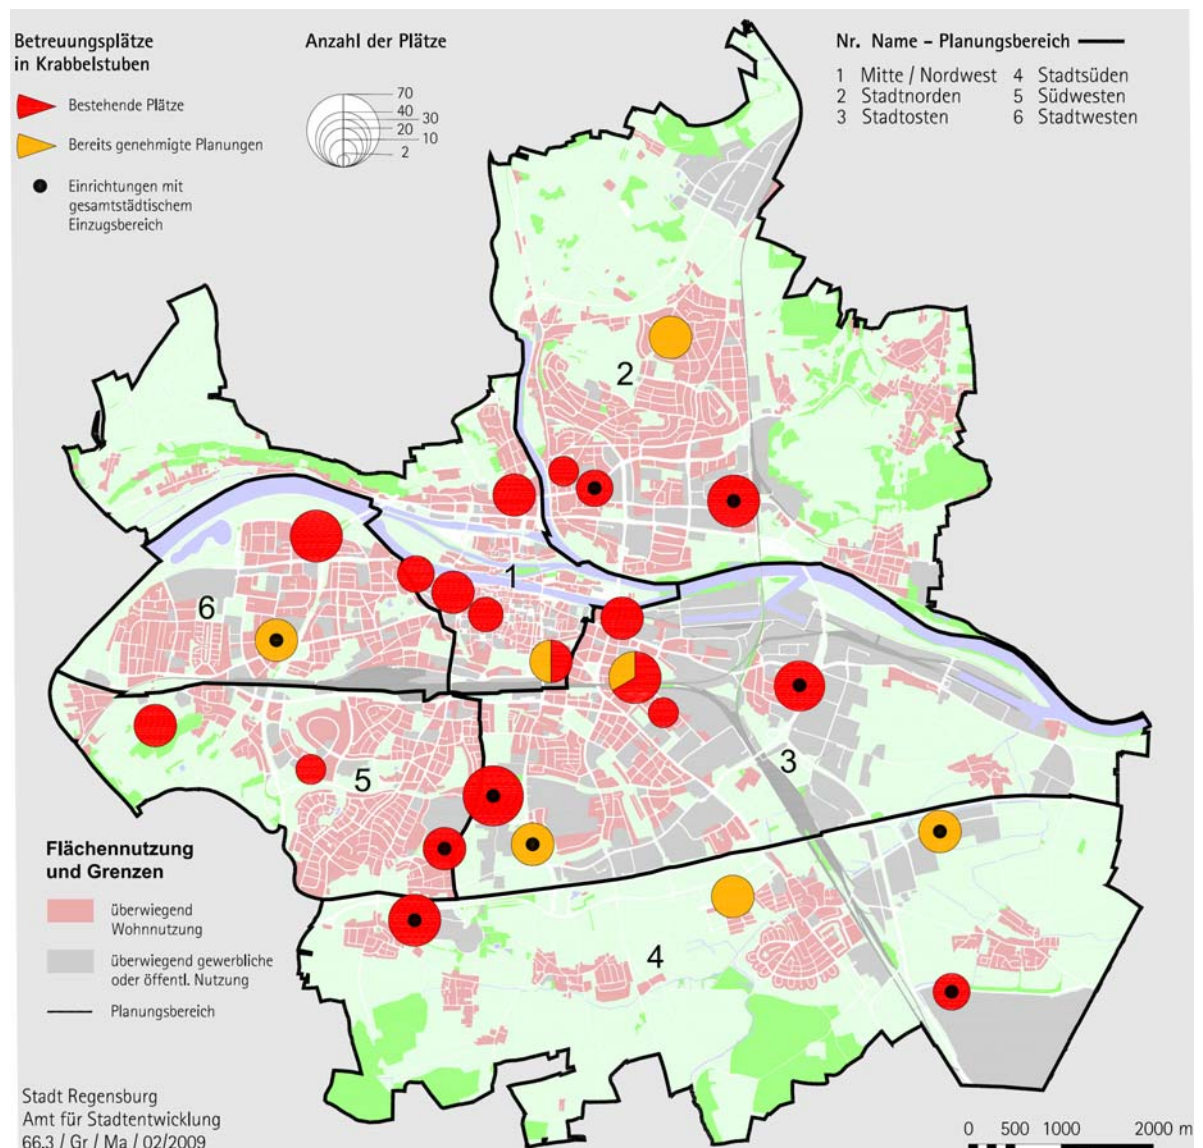 Betreuungsplätze
in Krabbelstuben
Bestehende Plätze
Bereits genehmigte Planungen
Einrichtungen mit
gesamtstädtischem
Einzugsbereich
Anzahl der Plätze
70
40
30
20
10
2
Nr. Name - Planungsbereich
1 Mitte / Nordwest 4 Stadtsüden
2 Stadtnorden 5 Südwesten
3 Stadtosten 6 Stadtwesten
2
1
6
3
5
4
Flächennutzung
und Grenzen
überwiegend
Wohnnutzung
überwiegend gewerbliche
oder öffentl. Nutzung
Planungsbereich
Stadt Regensburg
Amt für Stadtentwicklung
66.3 / Gr / Ma / 02/2009
0 500 1000 2000 m